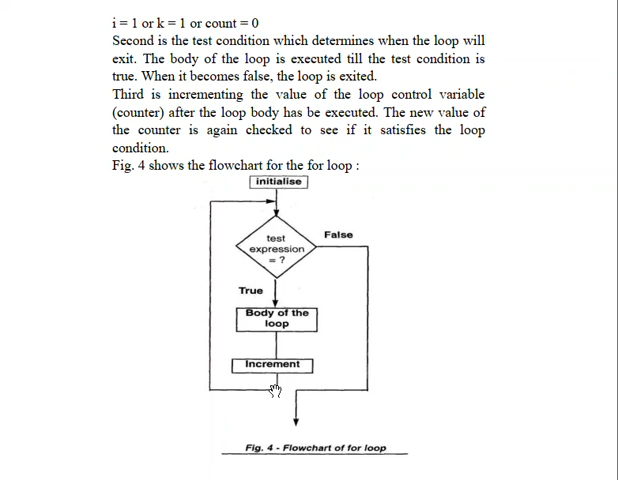 i = 1 or k = 1 or count = 0
Second is the test condition which determines when the loop will
exit. The body of the loop is executed till the test condition is
true. When it becomes false, the loop is exited.
Third is incrementing the value of the loop control variable
(counter) after the loop body has be executed. The new value of
the counter is again checked to see if it satisfies the loop
condition.
Fig. 4 shows the flowchart for the for loop :
initialise
test
expression
= ?
False
True
Body of the
loop
Increment
Fig. 4 - Flowchart of for loop